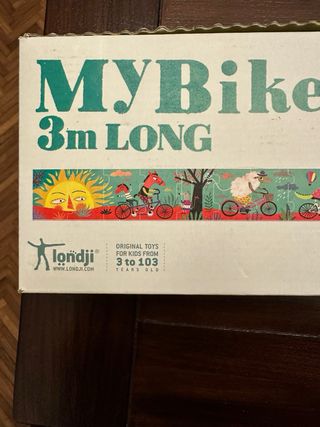 MyBike
3m LONG
londji®
WWW.LONDJI.COM
ORIGINAL TOYS
FOR KIDS FROM
3 to 103
YEARS OLD